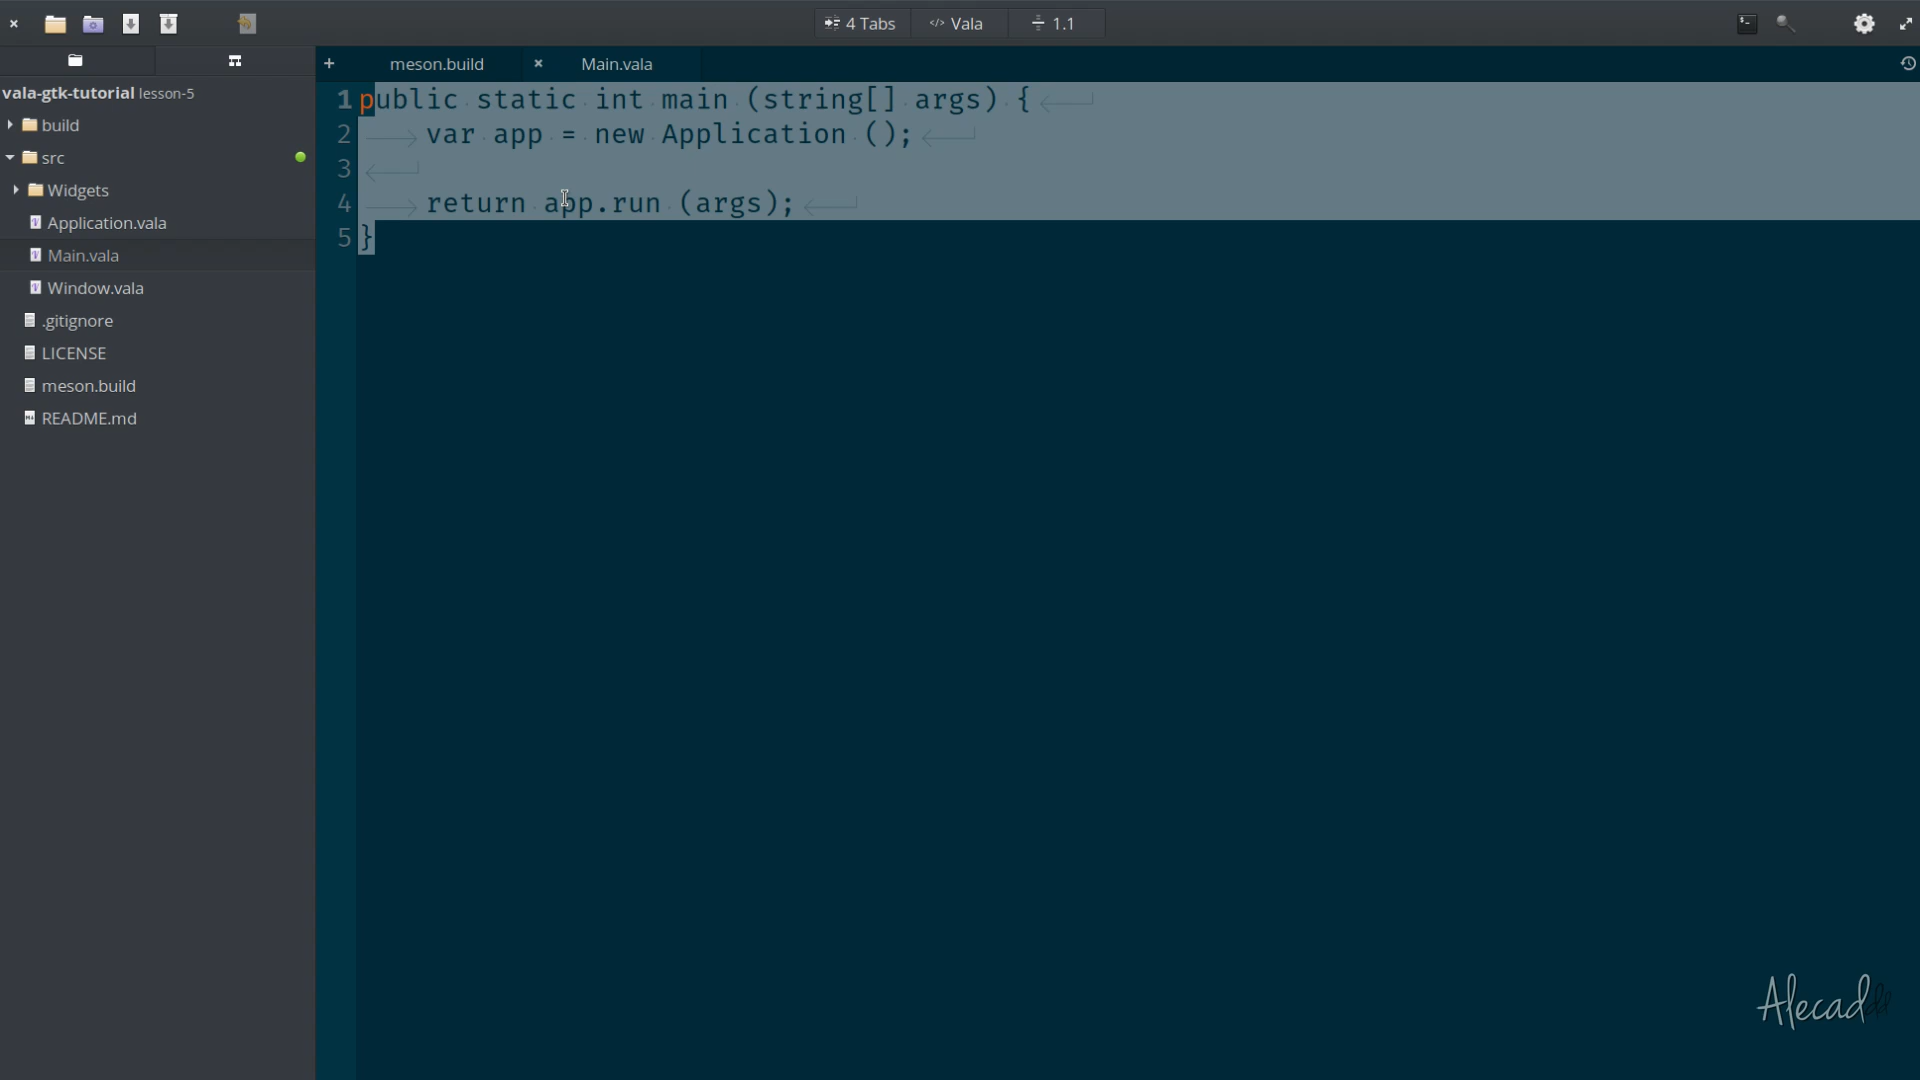 4 Tabs
</> Vala
1.1
meson.build
Main.vala
vala-gtk-tutorial lesson-5
build
src
Widgets
Application.vala
Main.vala
Window.vala
.gitignore
LICENSE
meson.build
README.md
1 public static int main (string[] args) {
2 var app = new Application ();
3
4 return app.run (args);
5 }